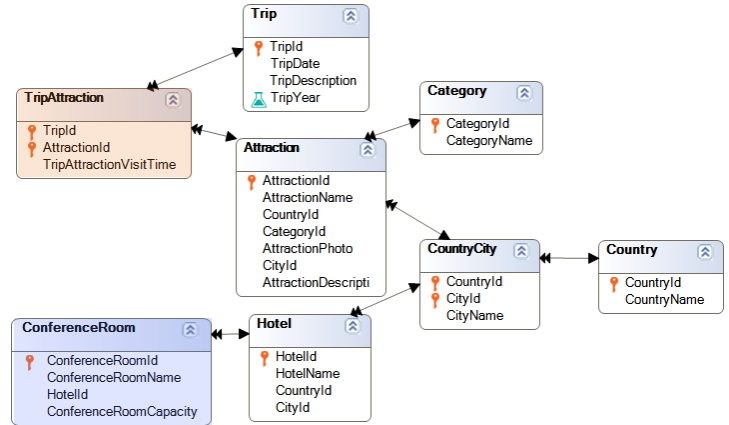 Trip
TripId
TripDate
TripDescription
TripYear
TripAttraction
TripId
AttractionId
TripAttractionVisitTime
Category
CategoryId
CategoryName
Attraction
AttractionId
AttractionName
CountryId
CategoryId
AttractionPhoto
CityId
AttractionDescripti
CountryCity
CountryId
CityId
CityName
Country
CountryId
CountryName
ConferenceRoom
ConferenceRoomId
ConferenceRoomName
HotelId
ConferenceRoomCapacity
Hotel
HotelId
HotelName
CountryId
CityId